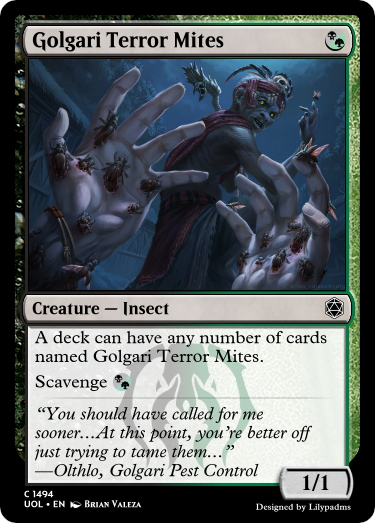 Golgari Terror Mites
Creature — Insect
A deck can have any number of cards
named Golgari Terror Mites.
Scavenge
“You should have called for me
sooner…At this point, you’re better off
just trying to tame them…”
—Olthlo, Golgari Pest Control
1/1
C 1494
UOL • EN Brian Valeza
Designed by Lilypadms